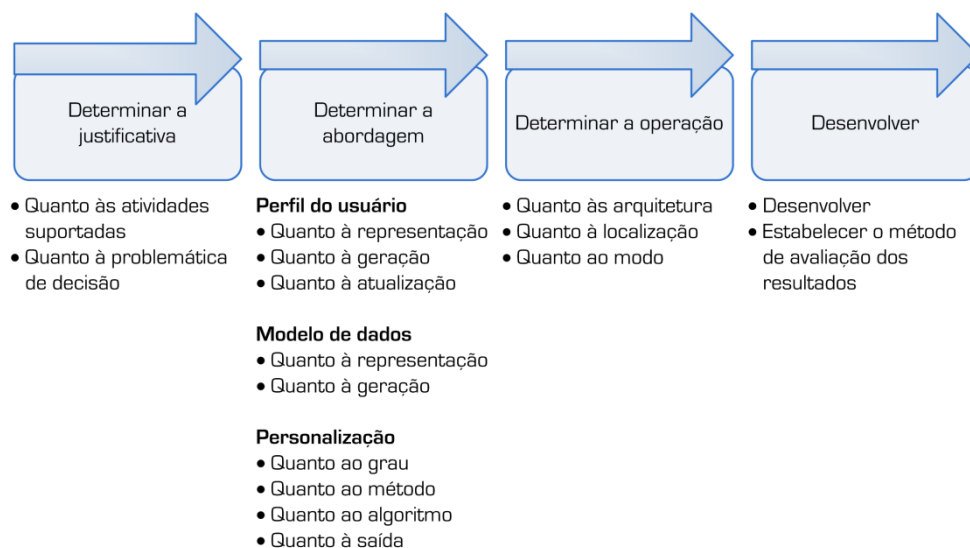 Determinar a
justificativa
• Quanto às atividades
suportadas
• Quanto à problemática
de decisão
Determinar a
abordagem
Perfil do usuário
• Quanto à representação
• Quanto à geração
• Quanto à atualização
Modelo de dados
• Quanto à representação
• Quanto à geração
Personalização
• Quanto ao grau
• Quanto ao método
• Quanto ao algoritmo
• Quanto à saída
Determinar a operação
• Quanto às arquitetura
• Quanto à localização
• Quanto ao modo
Desenvolver
• Desenvolver
• Estabelecer o método
de avaliação dos
resultados